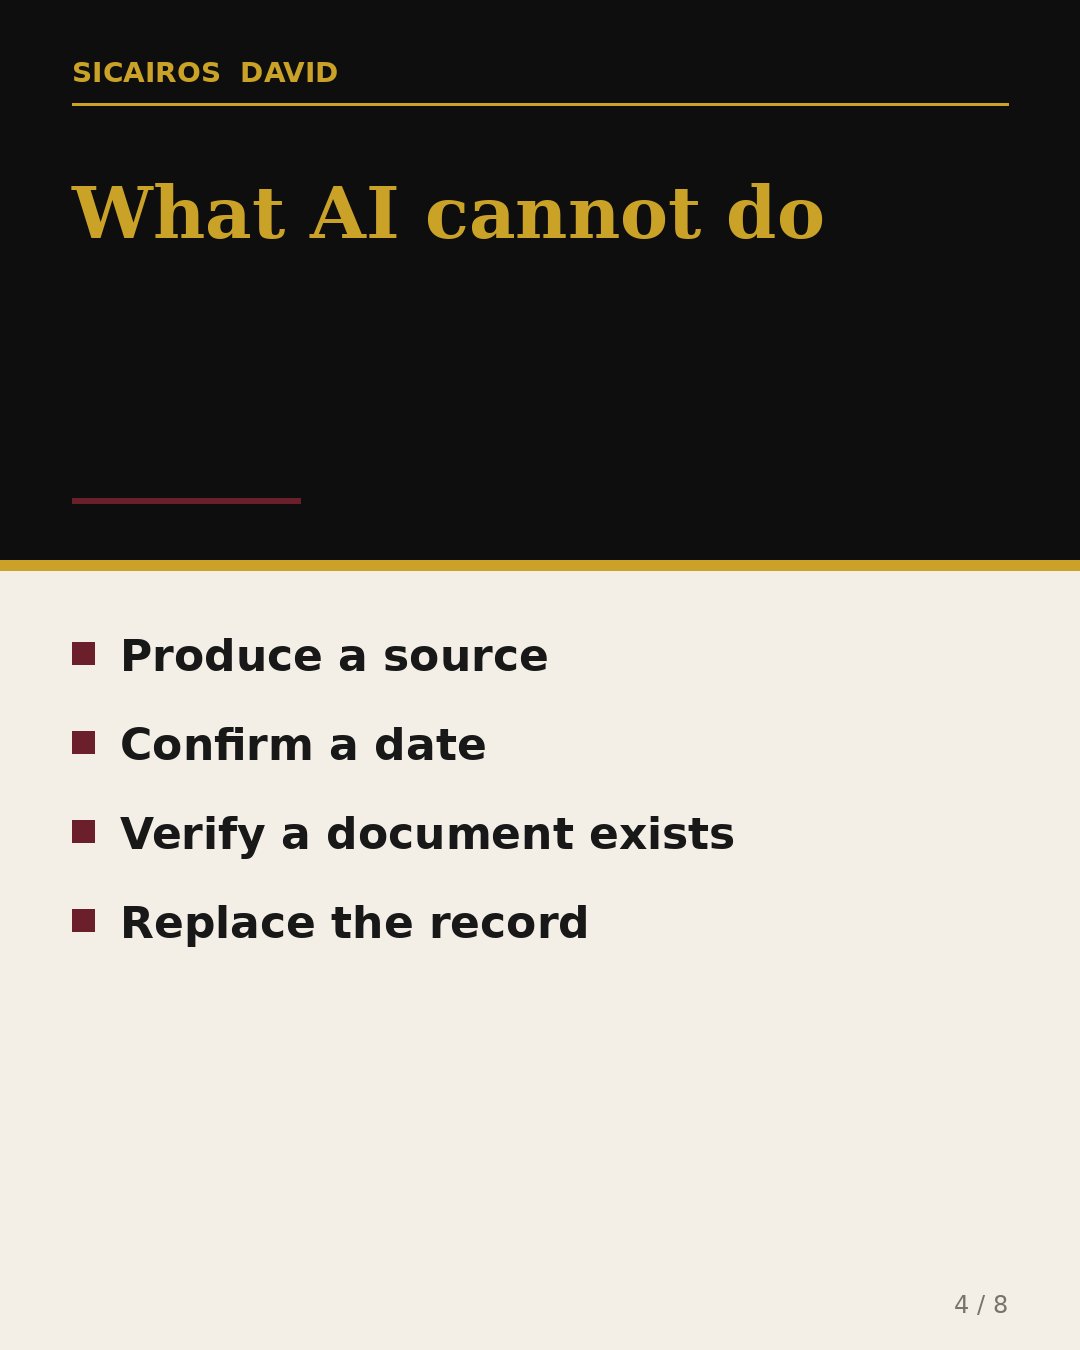 SICAIROS DAVID
What AI cannot do
Produce a source
Confirm a date
Verify a document exists
Replace the record
4 / 8